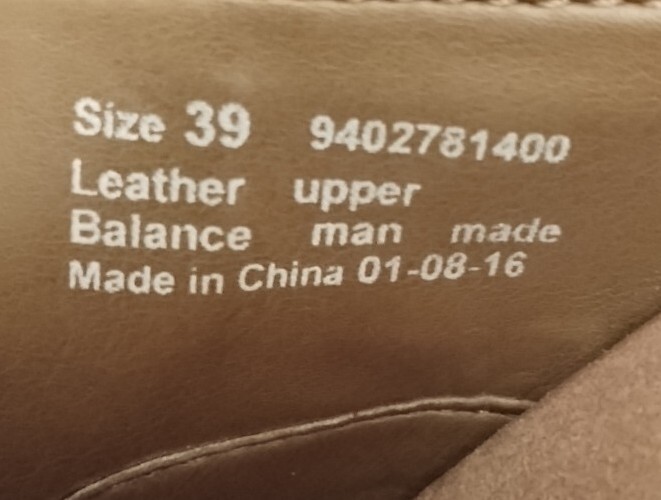 Size 39 9402781400
Leather upper
Balance man made
Made in China 01-08-16